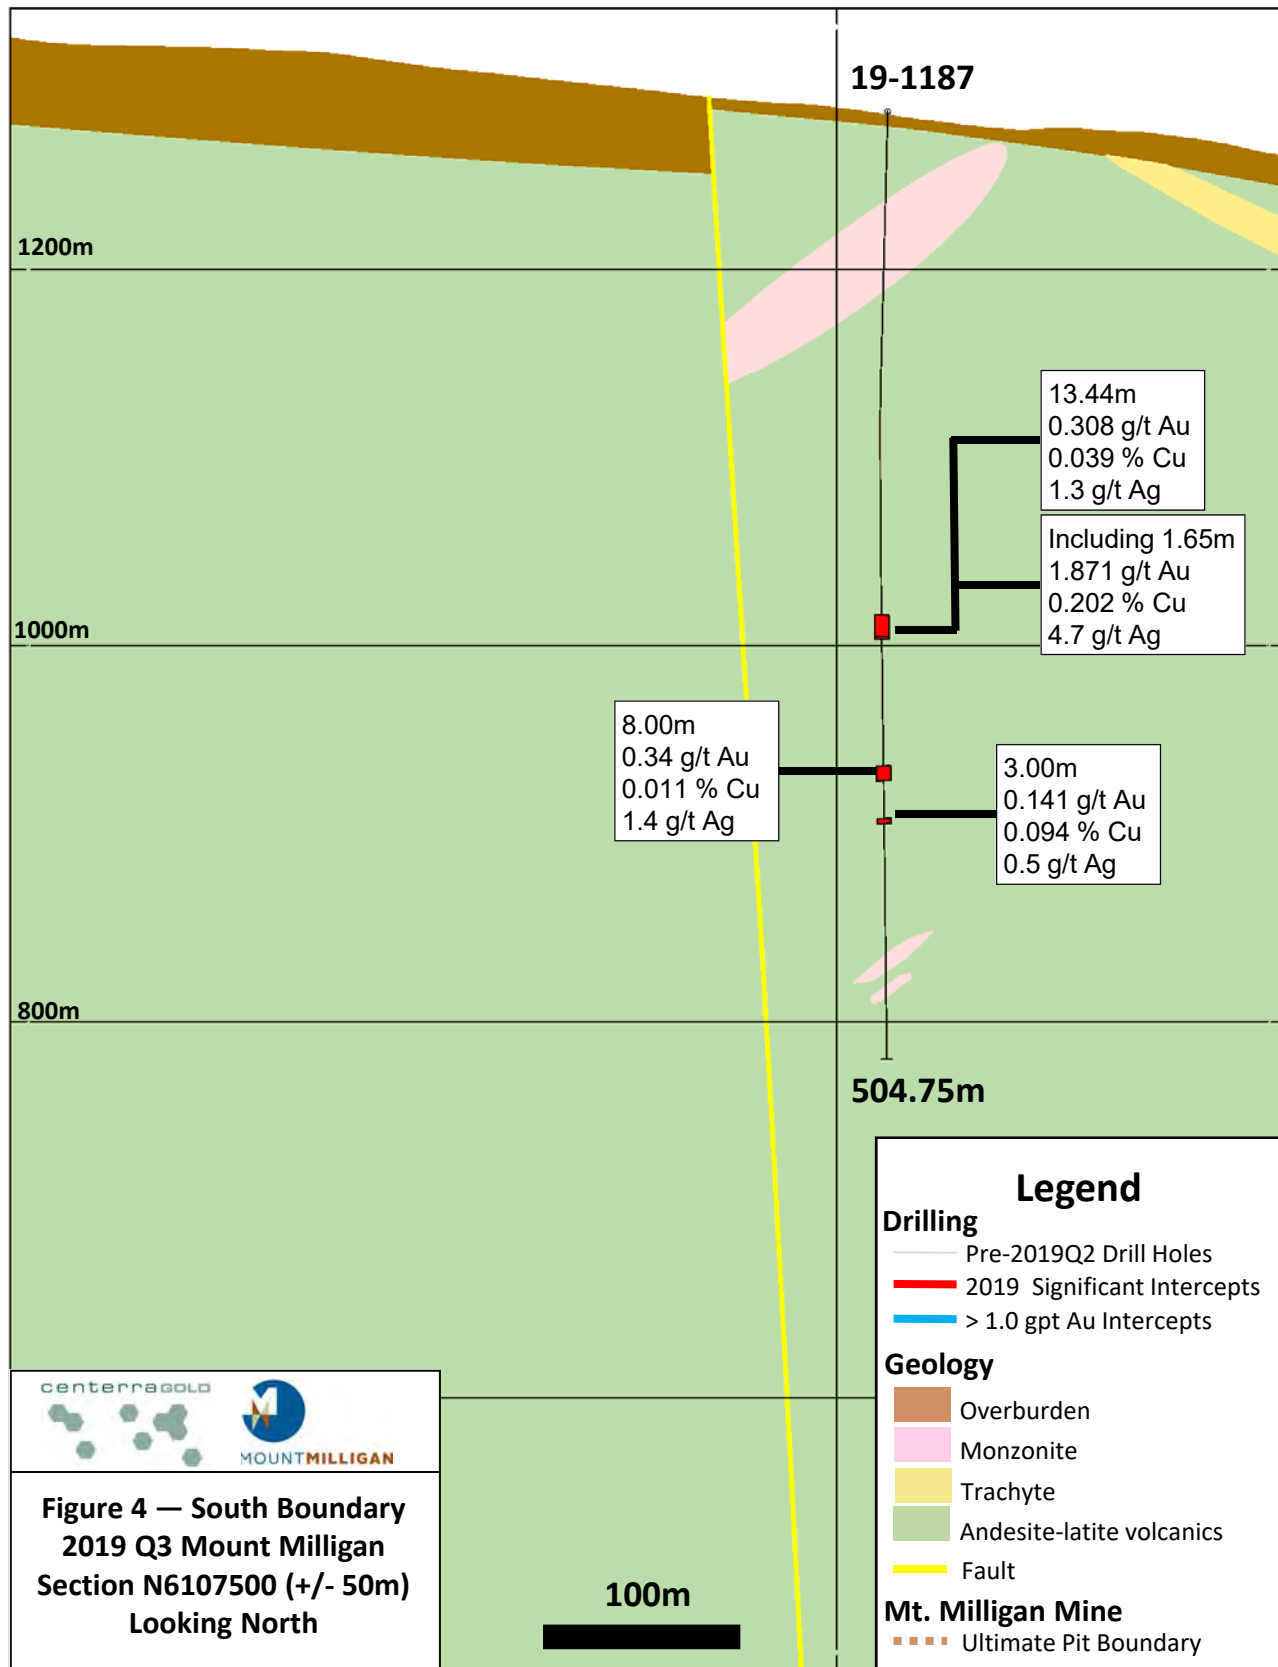 19-1187
1200m
13.44m
0.308 g/t Au
0.039 % Cu
1.3 g/t Ag
Including 1.65m
1.871 g/t Au
0.202 % Cu
4.7 g/t Ag
1000m
8.00m
0.34 g/t Au
0.011 % Cu
1.4 g/t Ag
3.00m
0.141 g/t Au
0.094 % Cu
0.5 g/t Ag
800m
504.75m
Legend
Drilling
Pre-2019Q2 Drill Holes
2019 Significant Intercepts
> 1.0 gpt Au Intercepts
Geology
Overburden
Monzonite
Trachyte
Andesite-latite volcanics
Fault
Mt. Milligan Mine
Ultimate Pit Boundary
centerraGOLD
MOUNTMILLIGAN
Figure 4 — South Boundary
2019 Q3 Mount Milligan
Section N6107500 (+/- 50m)
Looking North
100m